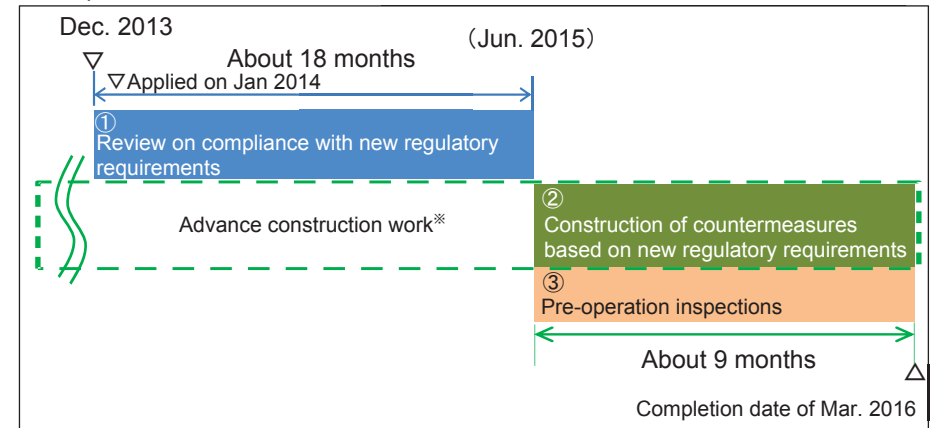 Dec. 2013
(Jun. 2015)
▽
About 18 months
▽Applied on Jan 2014
①
Review on compliance with new regulatory
requirements
Advance construction work※
②
Construction of countermeasures
based on new regulatory requirements
③
Pre-operation inspections
About 9 months
△
Completion date of Mar. 2016